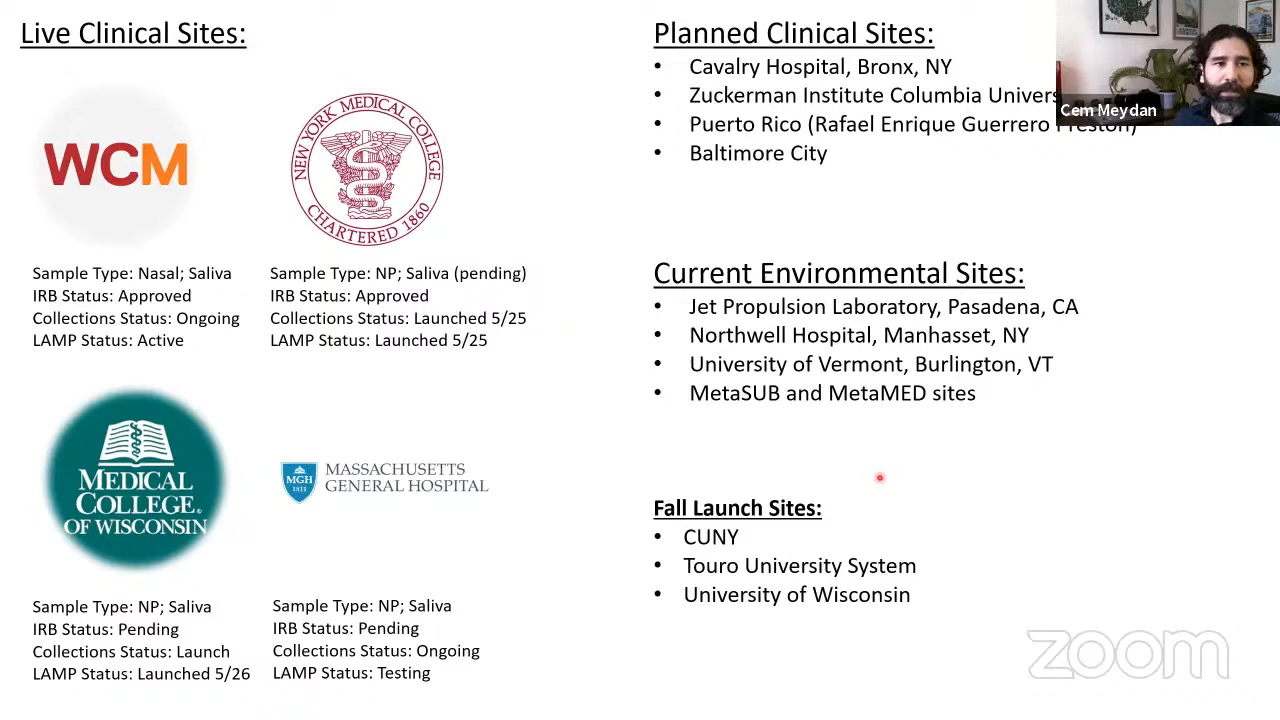 Live Clinical Sites:
WCM
NEW YORK MEDICAL COLLEGE
CHARTERED 1860
Sample Type: Nasal; Saliva
IRB Status: Approved
Collections Status: Ongoing
LAMP Status: Active
Sample Type: NP; Saliva (pending)
IRB Status: Approved
Collections Status: Launched 5/25
LAMP Status: Launched 5/25
MEDICAL
COLLEGE
OF WISCONSIN
MGH
1811
MASSACHUSETTS
GENERAL HOSPITAL
Sample Type: NP; Saliva
IRB Status: Pending
Collections Status: Launch
LAMP Status: Launched 5/26
Sample Type: NP; Saliva
IRB Status: Pending
Collections Status: Ongoing
LAMP Status: Testing
Planned Clinical Sites:
• Cavalry Hospital, Bronx, NY
• Zuckerman Institute Columbia
• Puerto Rico (Rafael Enrique Guerrero Preston)
• Baltimore City
Cem Meydan
Current Environmental Sites:
• Jet Propulsion Laboratory, Pasadena, CA
• Northwell Hospital, Manhasset, NY
• University of Vermont, Burlington, VT
• MetaSUB and MetaMED sites
Fall Launch Sites:
• CUNY
• Touro University System
• University of Wisconsin
zoom